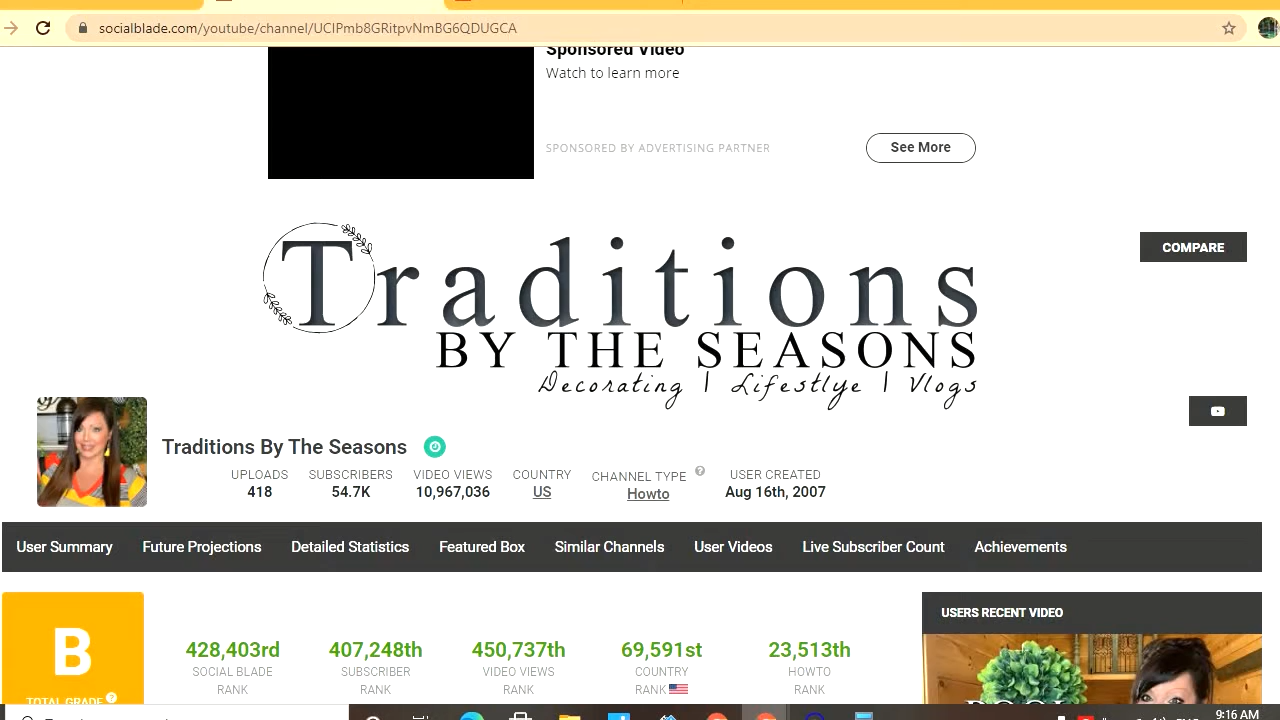 socialblade.com/youtube/channel/UCIPmb8GRitpvNmBG6QDUGCA
Sponsored Video
Watch to learn more
SPONSORED BY ADVERTISING PARTNER
See More
Traditions
BY THE SEASONS
Decorating | Lifestlye | Vlogs
COMPARE
Traditions By The Seasons
UPLOADS SUBSCRIBERS VIDEO VIEWS COUNTRY CHANNEL TYPE USER CREATED
418 54.7K 10,967,036 US Howto Aug 16th, 2007
User Summary Future Projections Detailed Statistics Featured Box Similar Channels User Videos Live Subscriber Count Achievements
B
TOTAL GRADE
428,403rd 407,248th 450,737th 69,591st 23,513th
SOCIAL BLADE SUBSCRIBER VIDEO VIEWS COUNTRY HOWTO
RANK RANK RANK RANK RANK
USERS RECENT VIDEO
9:16 AM